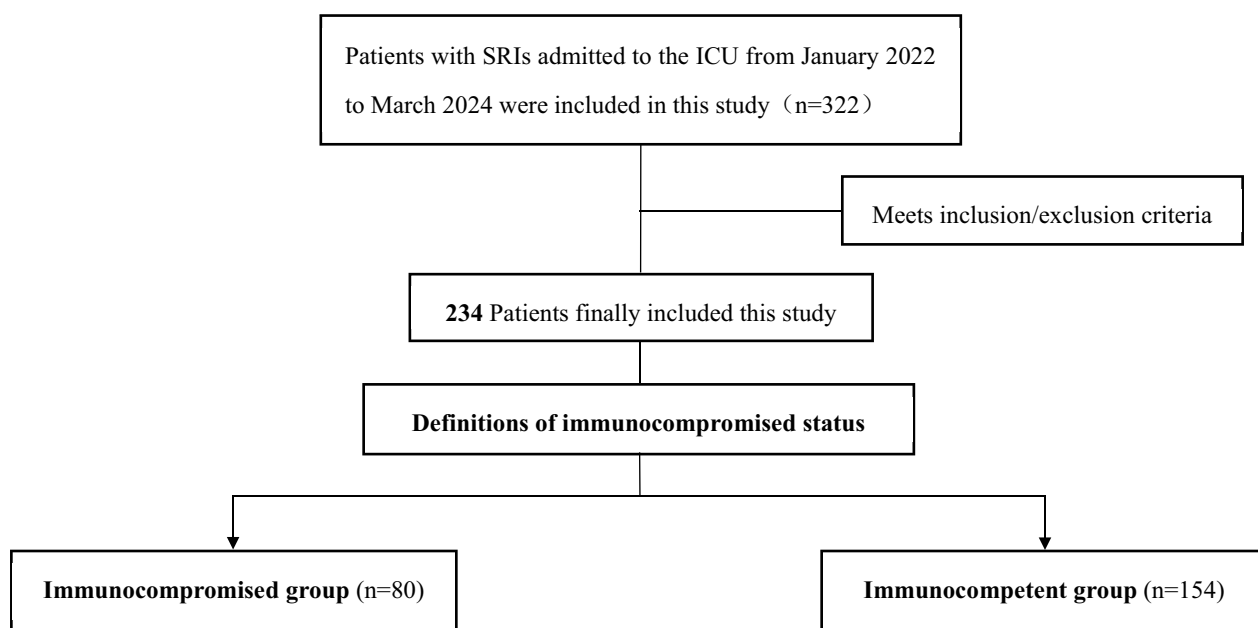 Patients with SRIs admitted to the ICU from January 2022
to March 2024 were included in this study（n=322）
Meets inclusion/exclusion criteria
234 Patients finally included this study
Definitions of immunocompromised status
Immunocompromised group (n=80)
Immunocompetent group (n=154)